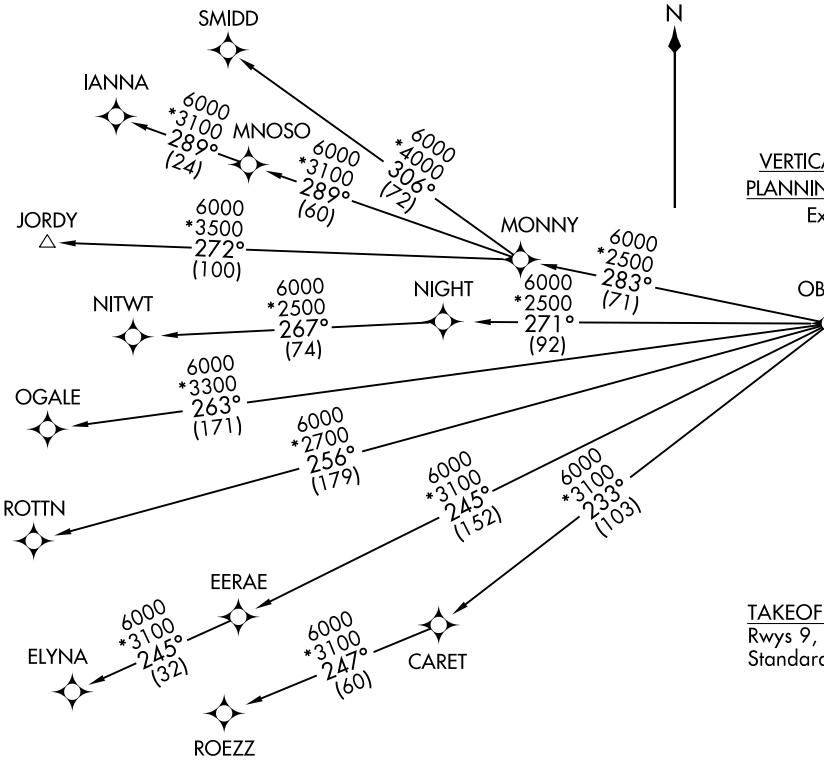 SMIDD
N
IANNA
6000
*3100
289°
(24)
MNOSO
6000
*3100
289°
(60)
6000
*4000
306°
(72)
VERTICA
PLANNIN
Ex
JORDY
6000
*3500
272°
(100)
MONNY
6000
*2500
283°
(71)
OB
NITWT
6000
*2500
267°
(74)
NIGHT
6000
*2500
271°
(92)
OGALE
6000
*3300
263°
(171)
6000
*2700
256°
(179)
ROTTN
6000
*3100
245°
(152)
6000
*3100
233°
(103)
EERAE
6000
*3100
245°
(32)
ELYNA
6000
*3100
247°
(60)
CARET
ROEZZ
TAKEOF
Rwys 9,
Standard